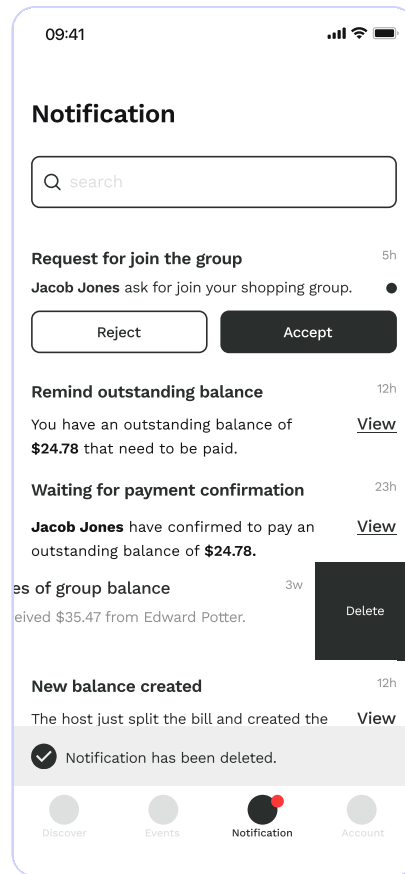 09:41
Notification
search
Request for join the group 5h
Jacob Jones ask for join your shopping group.
Reject Accept
Remind outstanding balance 12h
You have an outstanding balance of View
$24.78 that need to be paid.
Waiting for payment confirmation 23h
Jacob Jones have confirmed to pay an View
outstanding balance of $24.78.
es of group balance 3w
eived $35.47 from Edward Potter.
Delete
New balance created 12h
The host just split the bill and created the View
Notification has been deleted.
Discover Events Notification Account